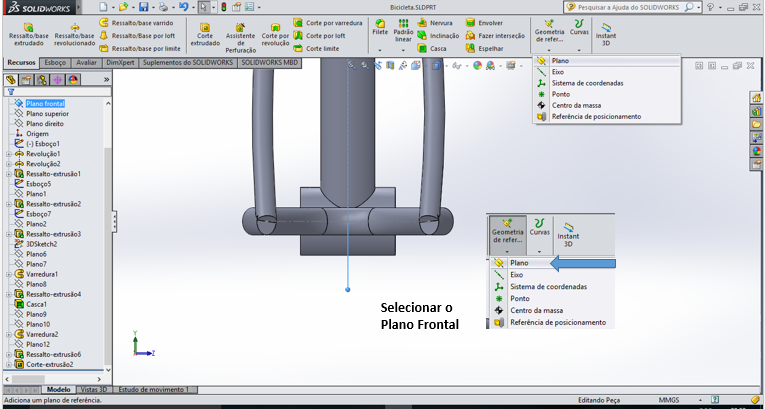 SOLIDWORKS
Bicicleta.SLDPRT
Pesquisar a Ajuda do SOLIDWORKS
Ressalto/base extrudado
Ressalto/base revolucionado
Ressalto/base varrido
Ressalto/base por loft
Ressalto/base por limite
Corte extrudado
Assistente de Perfuração
Corte por revolução
Corte por varredura
Corte por loft
Corte limite
Filete
Padrão linear
Nervura
Inclinação
Casca
Envolver
Fazer interseção
Espelhar
Geometria de refer...
Curvas
Instant 3D
Recursos
Esboço
Avaliar
DimXpert
Suplementos do SOLIDWORKS
SOLIDWORKS MBD
Plano
Eixo
Sistema de coordenadas
Ponto
Centro da massa
Referência de posicionamento
Plano frontal
Plano superior
Plano direito
Origem
(-) Esboço1
Revolução1
Revolução2
Ressalto-extrusão1
Esboço5
Plano1
Ressalto-extrusão2
Esboço7
Plano2
Ressalto-extrusão3
3DSketch2
Plano6
Plano7
Varredura1
Plano8
Ressalto-extrusão4
Casca1
Plano9
Plano10
Varredura2
Plano12
Ressalto-extrusão6
Corte-extrusão2
Geometria de refer...
Curvas
Instant 3D
Plano
Eixo
Sistema de coordenadas
Ponto
Centro da massa
Referência de posicionamento
Selecionar o
Plano Frontal
Y
Z
Modelo
Vistas 3D
Estudo de movimento 1
Adiciona um plano de referência.
Editando Peça
MMGS